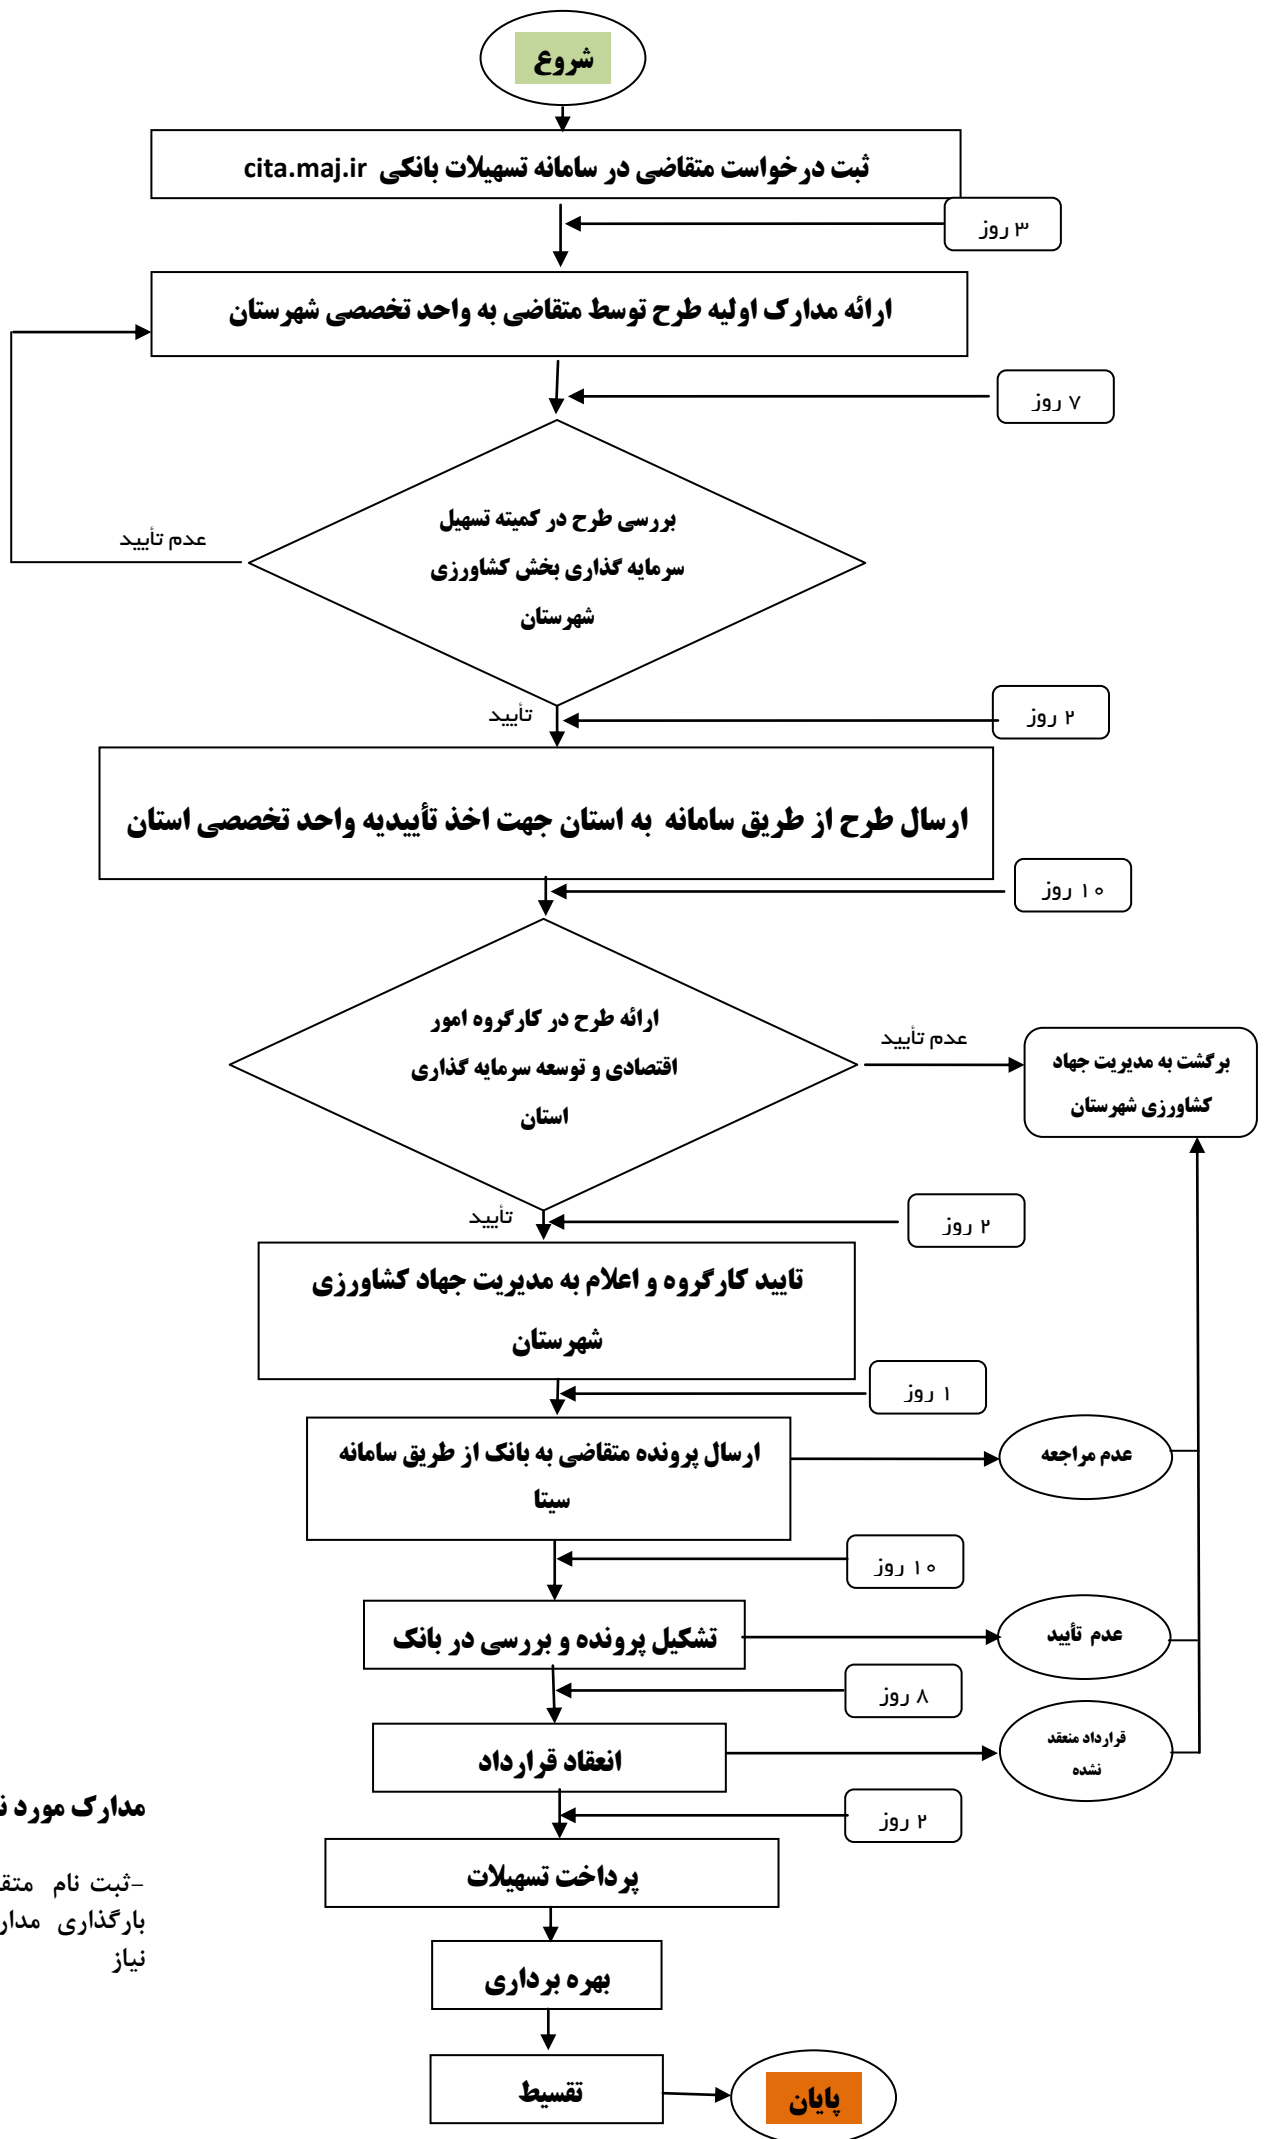 شروع
ثبت درخواست متقاضی در سامانه تسهیلات بانکی cita.maj.ir
۳ روز
ارائه مدارک اولیه طرح توسط متقاضی به واحد تخصصی شهرستان
۷ روز
بررسی طرح در کمیته تسهیل
سرمایه گذاری بخش کشاورزی
شهرستان
عدم تأیید
تأیید
۲ روز
ارسال طرح از طریق سامانه به استان جهت اخذ تأییدیه واحد تخصصی استان
۱۰ روز
ارائه طرح در کارگروه امور
اقتصادی و توسعه سرمایه گذاری
استان
عدم تأیید
برگشت به مدیریت جهاد
کشاورزی شهرستان
تأیید
۲ روز
تایید کارگروه و اعلام به مدیریت جهاد کشاورزی
شهرستان
۱ روز
ارسال پرونده متقاضی به بانک از طریق سامانه
سیتا
عدم مراجعه
۱۰ روز
تشکیل پرونده و بررسی در بانک
عدم تأیید
۸ روز
انعقاد قرارداد
قرارداد منعقد
نشده
۲ روز
پرداخت تسهیلات
بهره برداری
تقسیط
پایان
مدارک مورد
-ثبت نام
بارگذاری
نیاز